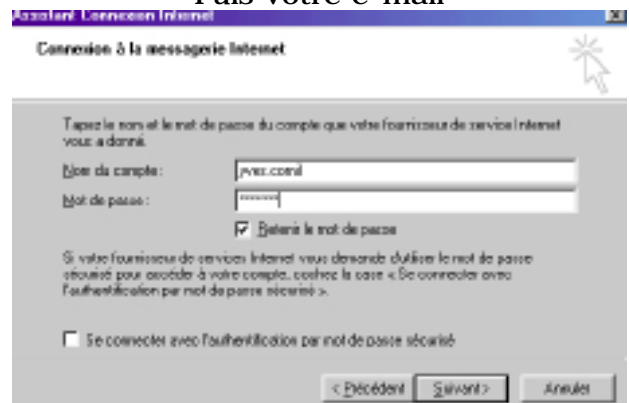 Puis votre e-mail
Assistant Connexion Internet
Connexion à la messagerie Internet
Tapez le nom et le mot de passe du compte que votre fournisseur de service Internet
vous a donné.
Nom du compte :
yves.cornil
Mot de passe :
*******
Retenir le mot de passe
Si votre fournisseur de services Internet vous demande d'utiliser le mot de passe
sécurisé pour accéder à votre compte, cochez la case « Se connecter avec
l'authentification par mot de passe sécurisé ».
Se connecter avec l'authentification par mot de passe sécurisé
< Précédent
Suivant >
Annuler